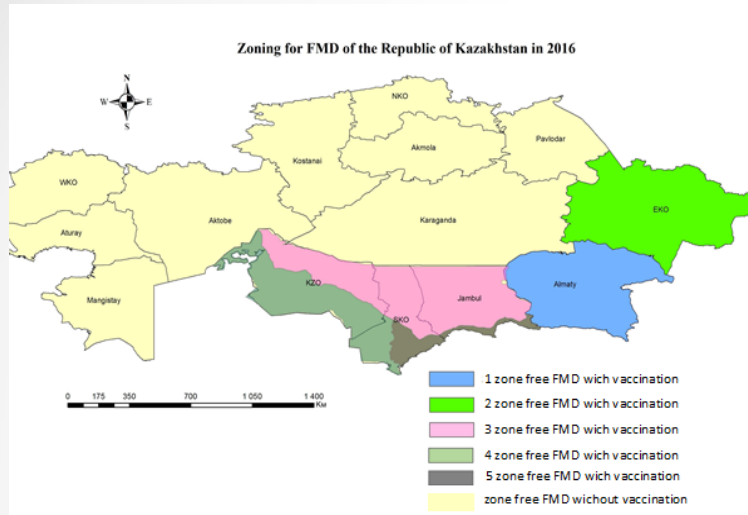 Zoning for FMD of the Republic of Kazakhstan in 2016
N
W E
S
NKO
Pavlodar
Kostanai
Akmola
WKO
EKO
Aktobe
Karaganda
Aturay
KZO
Almaty
Mangistay
Jambul
SKO
1 zone free FMD wich vaccination
2 zone free FMD wich vaccination
3 zone free FMD wich vaccination
4 zone free FMD wich vaccination
5 zone free FMD wich vaccination
zone free FMD wichout vaccination
0 175 350 700 1 050 1 400
Км